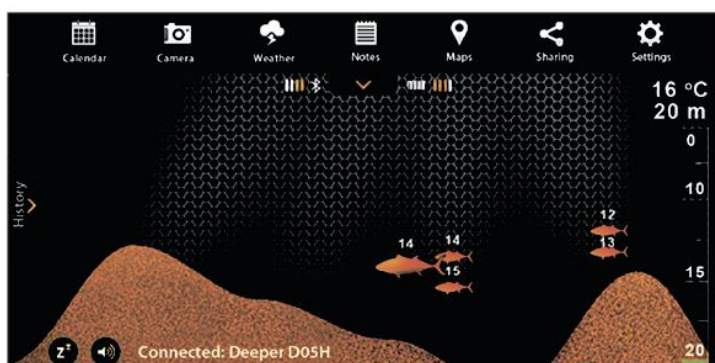 Calendar
Camera
Weather
Notes
Maps
Sharing
Settings
16 °C
20 m
0
10
15
20
History
12
13
14
14
15
Zz
Connected: Deeper D05H